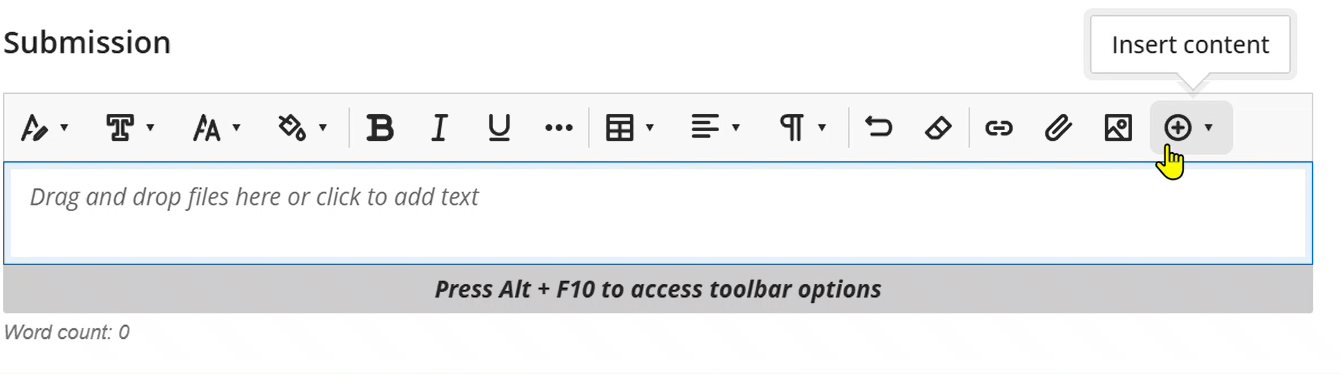 Submission
Insert content
B I U
Drag and drop files here or click to add text
Press Alt + F10 to access toolbar options
Word count: 0